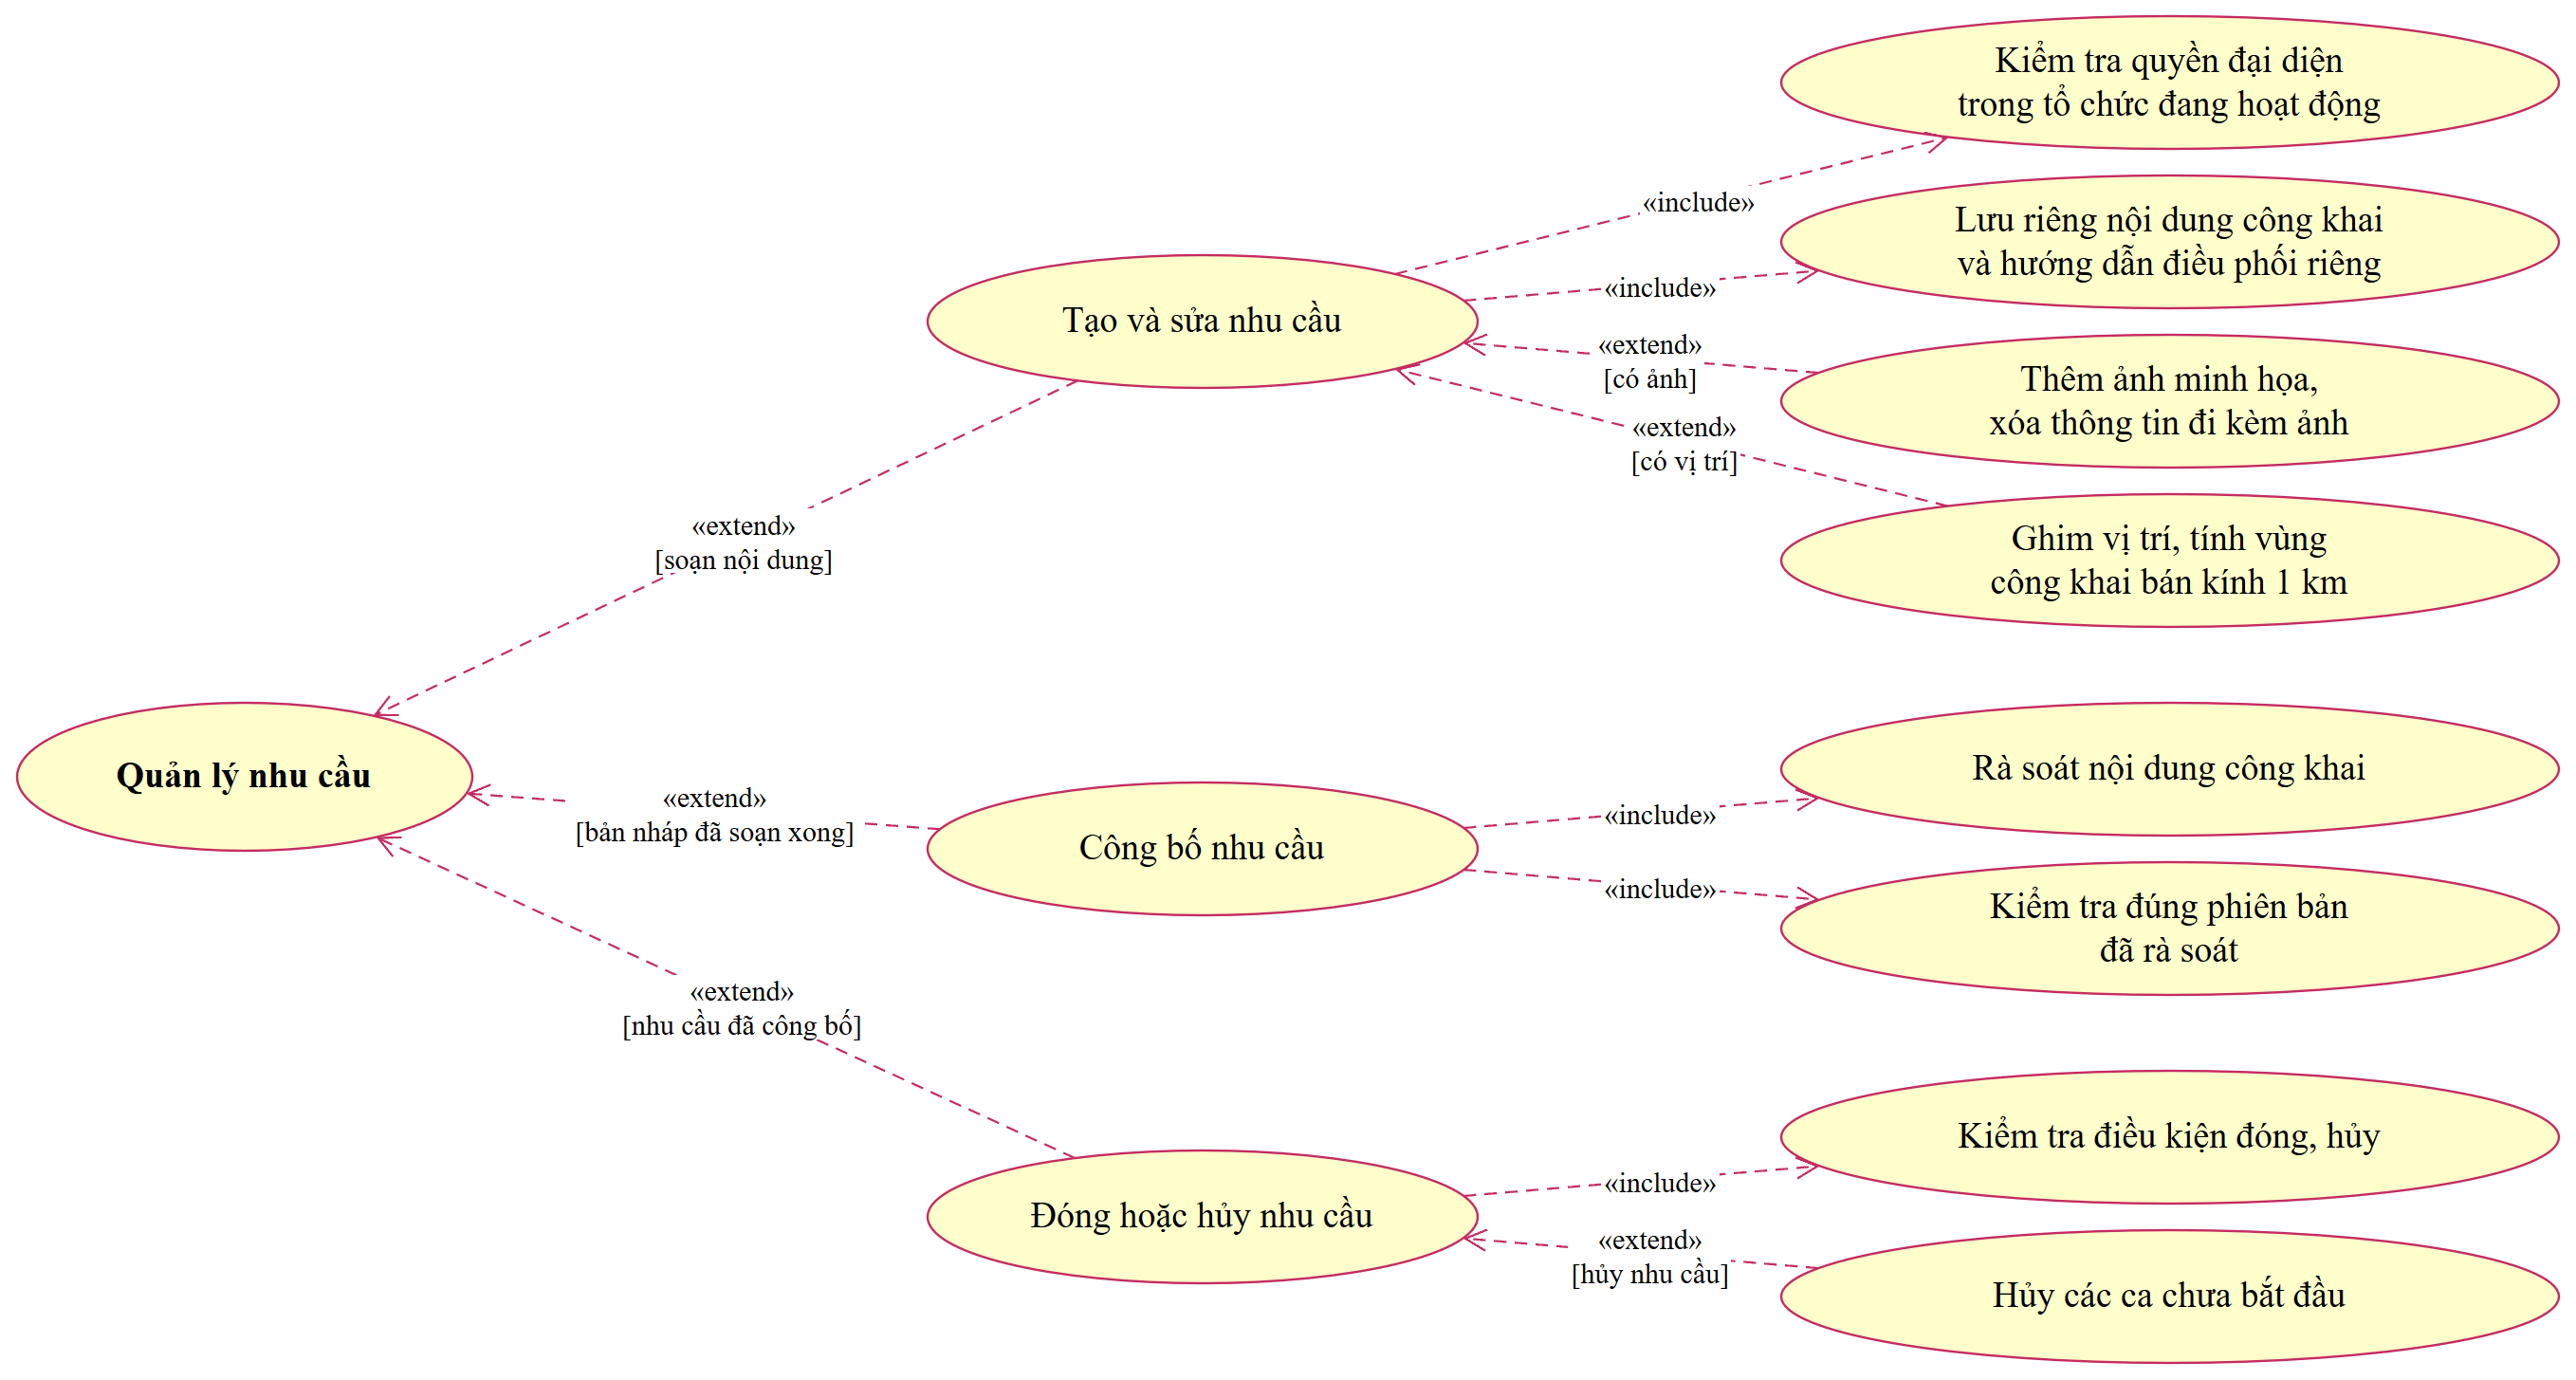 Kiểm tra quyền đại diện
trong tổ chức đang hoạt động
«include»
Lưu riêng nội dung công khai
và hướng dẫn điều phối riêng
«include»
Tạo và sửa nhu cầu
«extend»
[có ảnh]
Thêm ảnh minh họa,
xóa thông tin đi kèm ảnh
«extend»
[có vị trí]
Ghim vị trí, tính vùng
công khai bán kính 1 km
«extend»
[soạn nội dung]
Quản lý nhu cầu
«extend»
[bản nháp đã soạn xong]
Công bố nhu cầu
«include»
Rà soát nội dung công khai
«include»
Kiểm tra đúng phiên bản
đã rà soát
«extend»
[nhu cầu đã công bố]
Đóng hoặc hủy nhu cầu
«include»
Kiểm tra điều kiện đóng, hủy
«extend»
[hủy nhu cầu]
Hủy các ca chưa bắt đầu